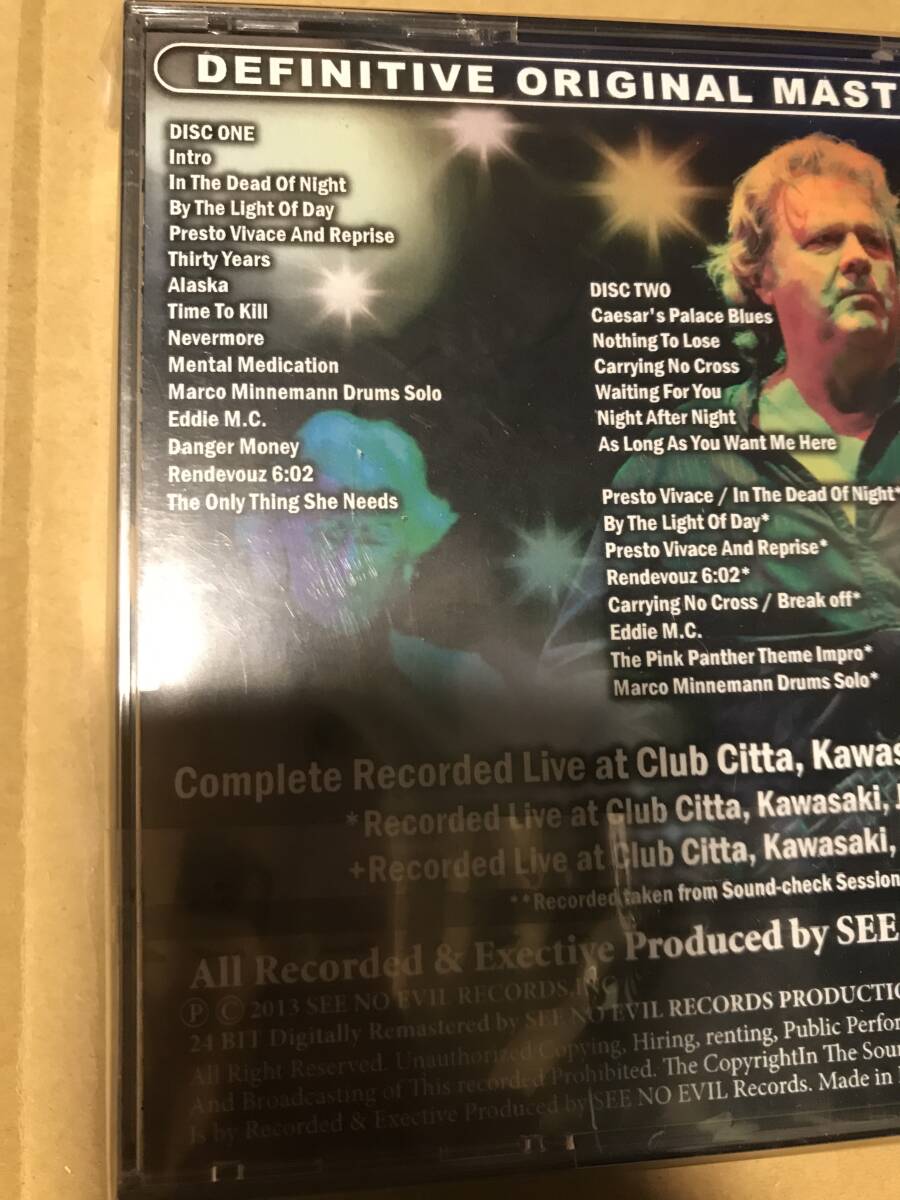 DEFINITIVE ORIGINAL MAST
DISC ONE
Intro
In The Dead Of Night
By The Light Of Day
Presto Vivace And Reprise
Thirty Years
Alaska
Time To Kill
Nevermore
Mental Medication
Marco Minnemann Drums Solo
Eddie M.C.
Danger Money
Rendevouz 6:02
The Only Thing She Needs
DISC TWO
Caesar's Palace Blues
Nothing To Lose
Carrying No Cross
Waiting For You
Night After Night
As Long As You Want Me Here
Presto Vivace / In The Dead Of Night*
By The Light Of Day*
Presto Vivace And Reprise*
Rendevouz 6:02*
Carrying No Cross / Break off*
Eddie M.C.
The Pink Panther Theme Impro*
Marco Minnemann Drums Solo*
Complete Recorded Live at Club Citta, Kawas
*Recorded Live at Club Citta, Kawasaki, J
+Recorded Live at Club Citta, Kawasaki,
**Recorded taken from Sound-check Session
All Recorded & Exective Produced by SEE
Ⓟ Ⓒ 2013 SEE NO EVIL RECORDS,INC
24 BIT Digitally Remastered by SEE NO EVIL RECORDS PRODUCTIO
All Right Reserved. Unauthorized Copying, Hiring, renting, Public Perfor
And Broadcasting of This recorded Prohibited. The CopyrightIn The Sou
Is by Recorded & Exective Produced by SEE NO EVIL Records. Made in